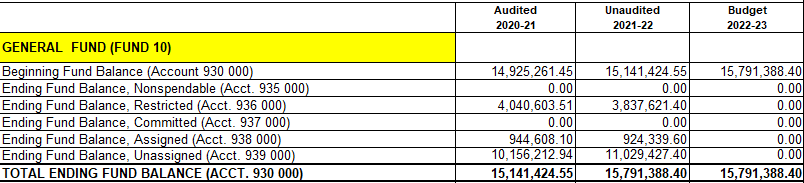 Audited Unaudited Budget
2020-21 2021-22 2022-23
GENERAL FUND (FUND 10)
Beginning Fund Balance (Account 930 000) 14,925,261.45 15,141,424.55 15,791,388.40
Ending Fund Balance, Nonspendable (Acct. 935 000) 0.00 0.00 0.00
Ending Fund Balance, Restricted (Acct. 936 000) 4,040,603.51 3,837,621.40 0.00
Ending Fund Balance, Committed (Acct. 937 000) 0.00 0.00 0.00
Ending Fund Balance, Assigned (Acct. 938 000) 944,608.10 924,339.60 0.00
Ending Fund Balance, Unassigned (Acct. 939 000) 10,156,212.94 11,029,427.40 0.00
TOTAL ENDING FUND BALANCE (ACCT. 930 000) 15,141,424.55 15,791,388.40 15,791,388.40